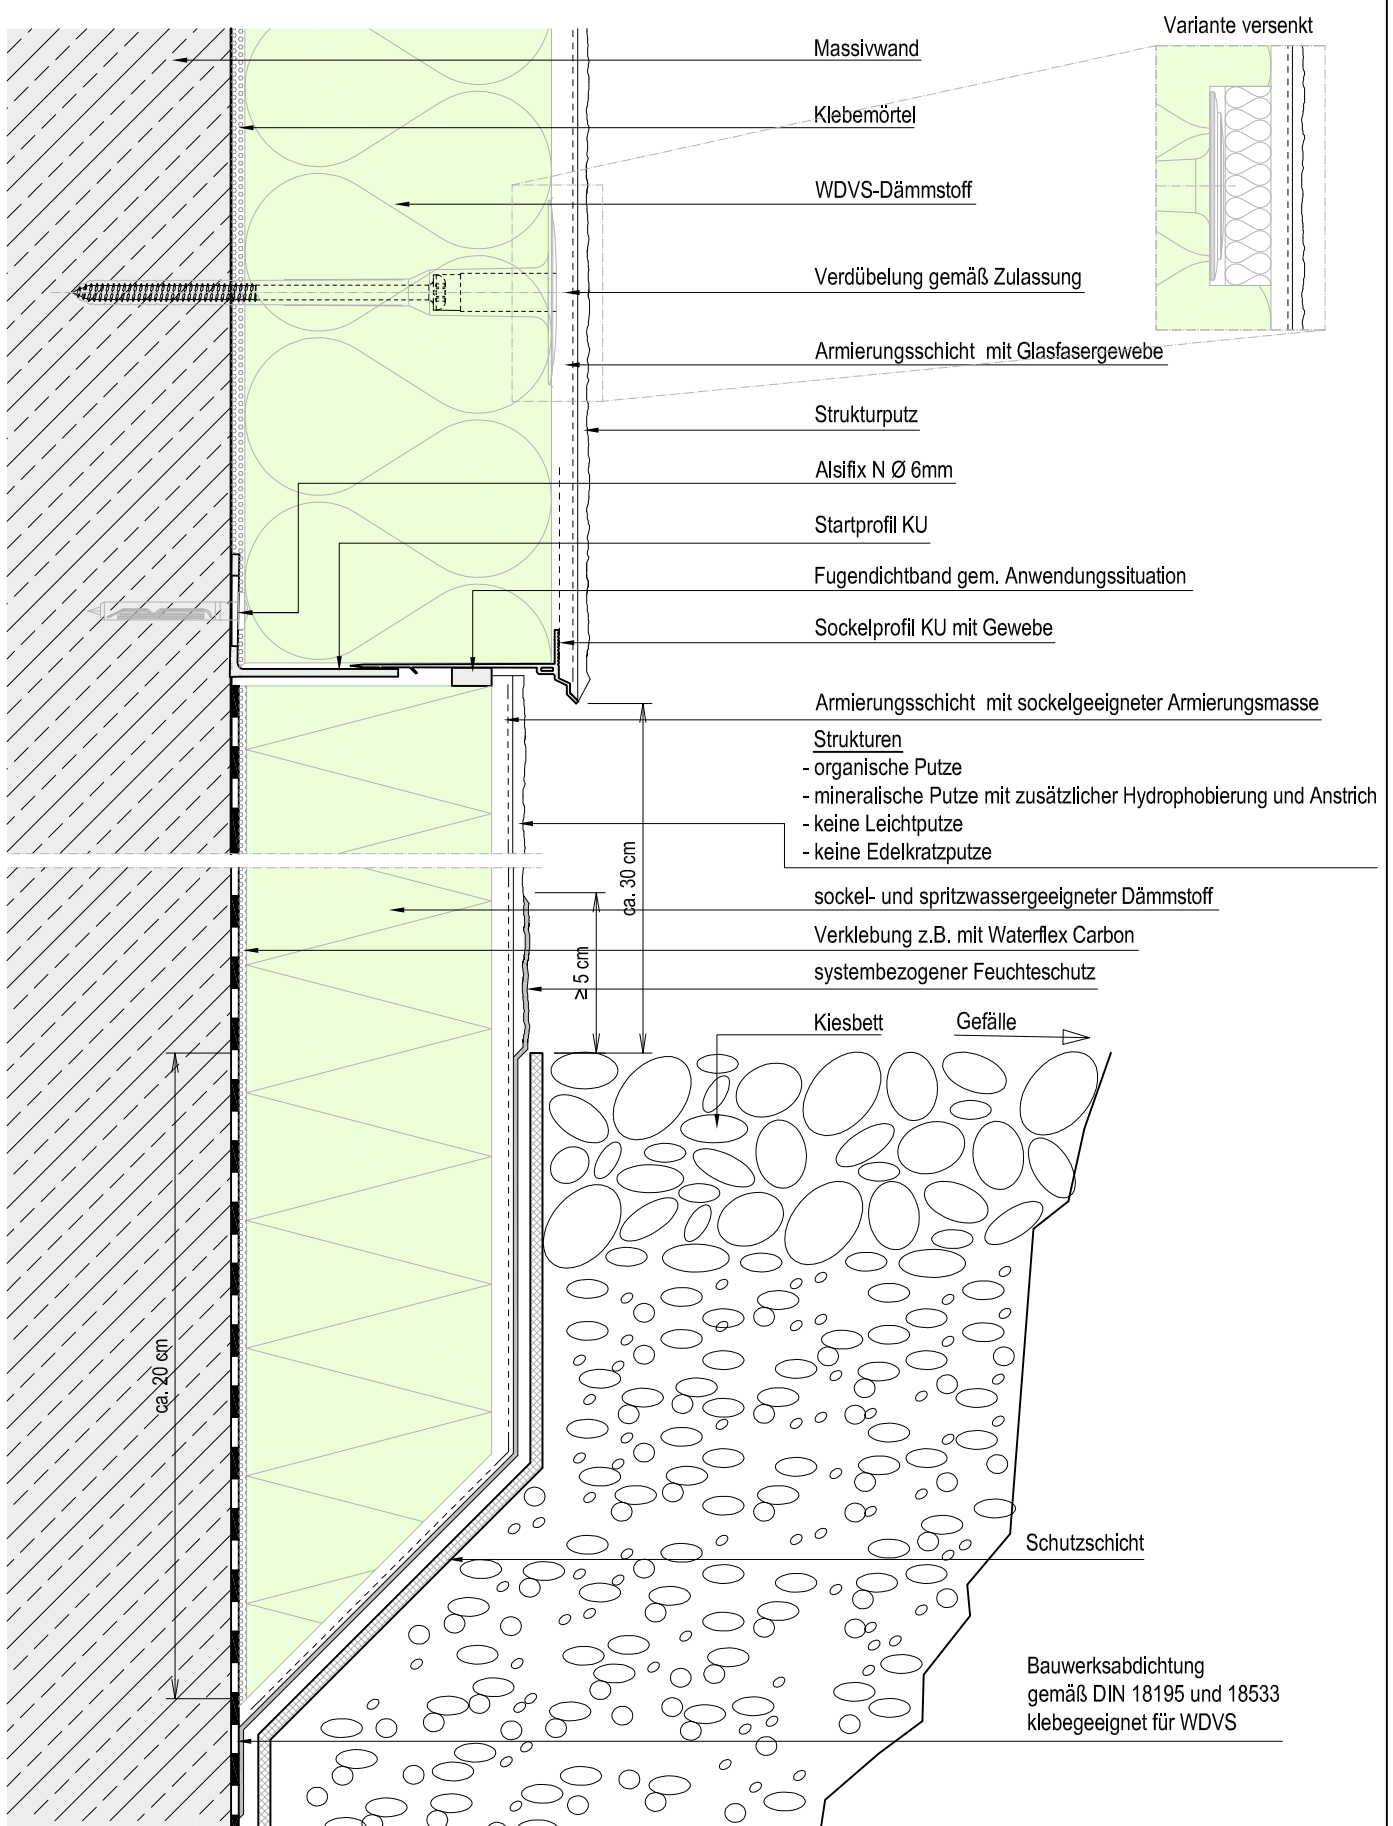 Variante versenkt
Massivwand
Klebemörtel
WDVS-Dämmstoff
Verdübelung gemäß Zulassung
Armierungsschicht mit Glasfasergewebe
Strukturputz
Alsifix N Ø 6mm
Startprofil KU
Fugendichtband gem. Anwendungssituation
Sockelprofil KU mit Gewebe
Armierungsschicht mit sockelgeeigneter Armierungsmasse
Strukturen
- organische Putze
- mineralische Putze mit zusätzlicher Hydrophobierung und Anstrich
- keine Leichtputze
- keine Edelkratzputze
ca. 30 cm
sockel- und spritzwassergeeigneter Dämmstoff
Verklebung z.B. mit Waterflex Carbon
≥ 5 cm
systembezogener Feuchteschutz
Kiesbett
Gefälle
ca. 20 cm
Schutzschicht
Bauwerksabdichtung
gemäß DIN 18195 und 18533
klebegeeignet für WDVS